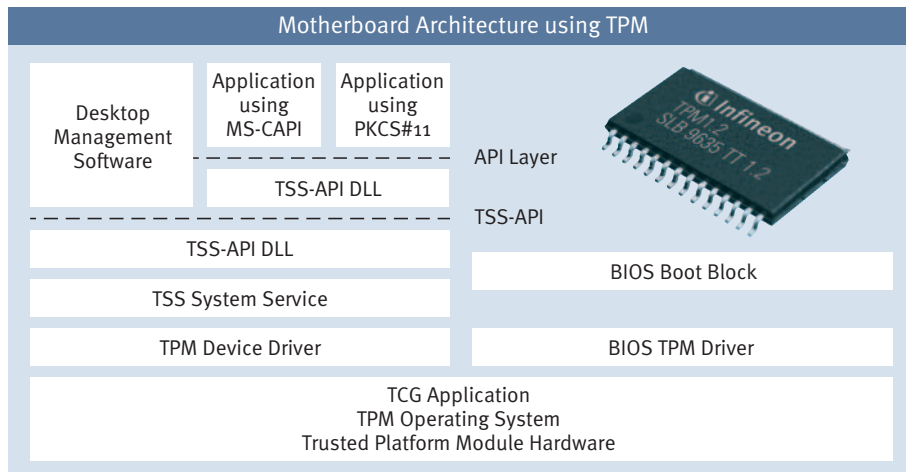 Motherboard Architecture using TPM
Desktop
Management
Software
Application
using
MS-CAPI
Application
using
PKCS#11
API Layer
TSS-API DLL
TSS-API
TSS-API DLL
TSS System Service
TPM Device Driver
Infineon
TPM1.2
SLB 9635 TT 1.2
BIOS Boot Block
BIOS TPM Driver
TCG Application
TPM Operating System
Trusted Platform Module Hardware